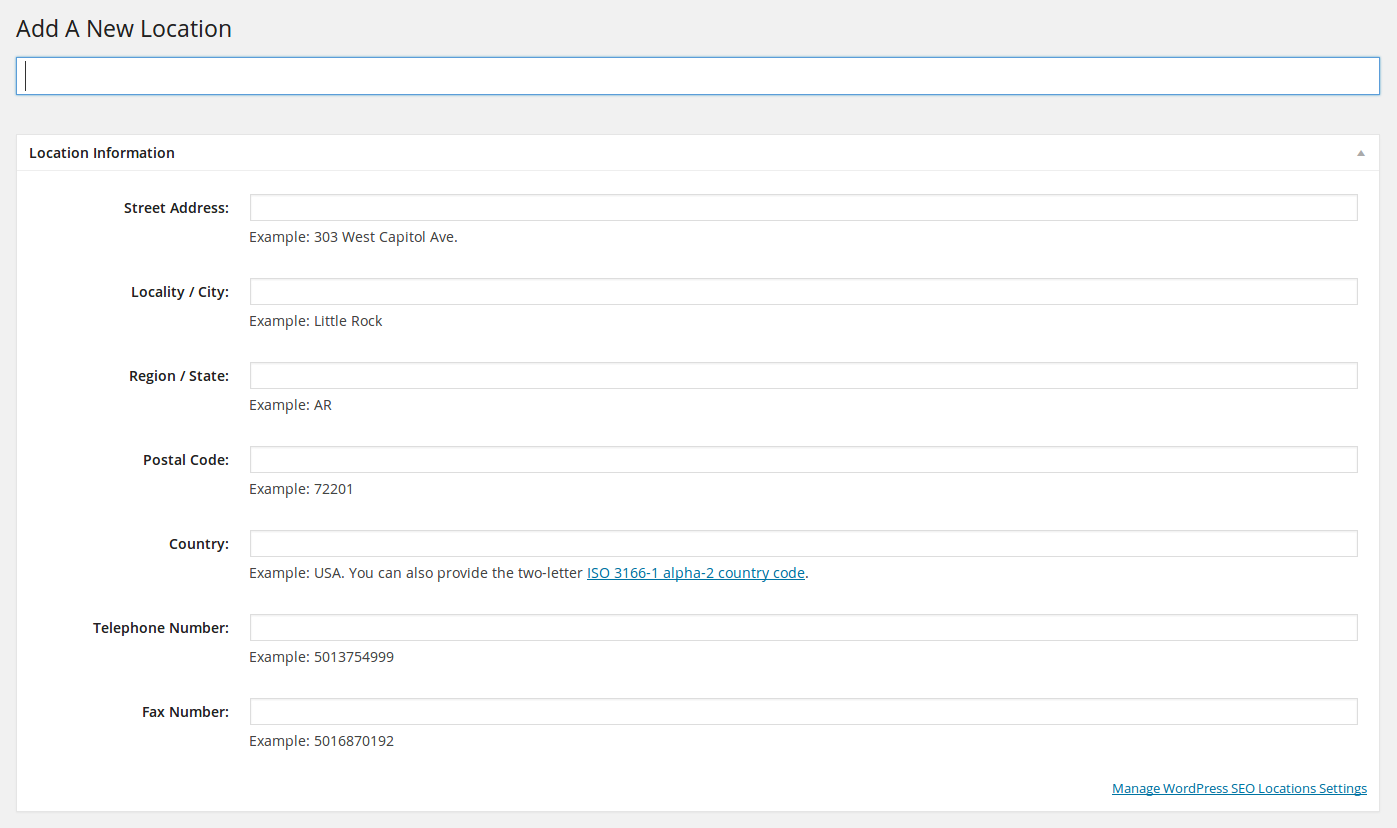 Add A New Location
Location Information
Street Address:
Example: 303 West Capitol Ave.
Locality / City:
Example: Little Rock
Region / State:
Example: AR
Postal Code:
Example: 72201
Country:
Example: USA. You can also provide the two-letter ISO 3166-1 alpha-2 country code.
Telephone Number:
Example: 5013754999
Fax Number:
Example: 5016870192
Manage WordPress SEO Locations Settings